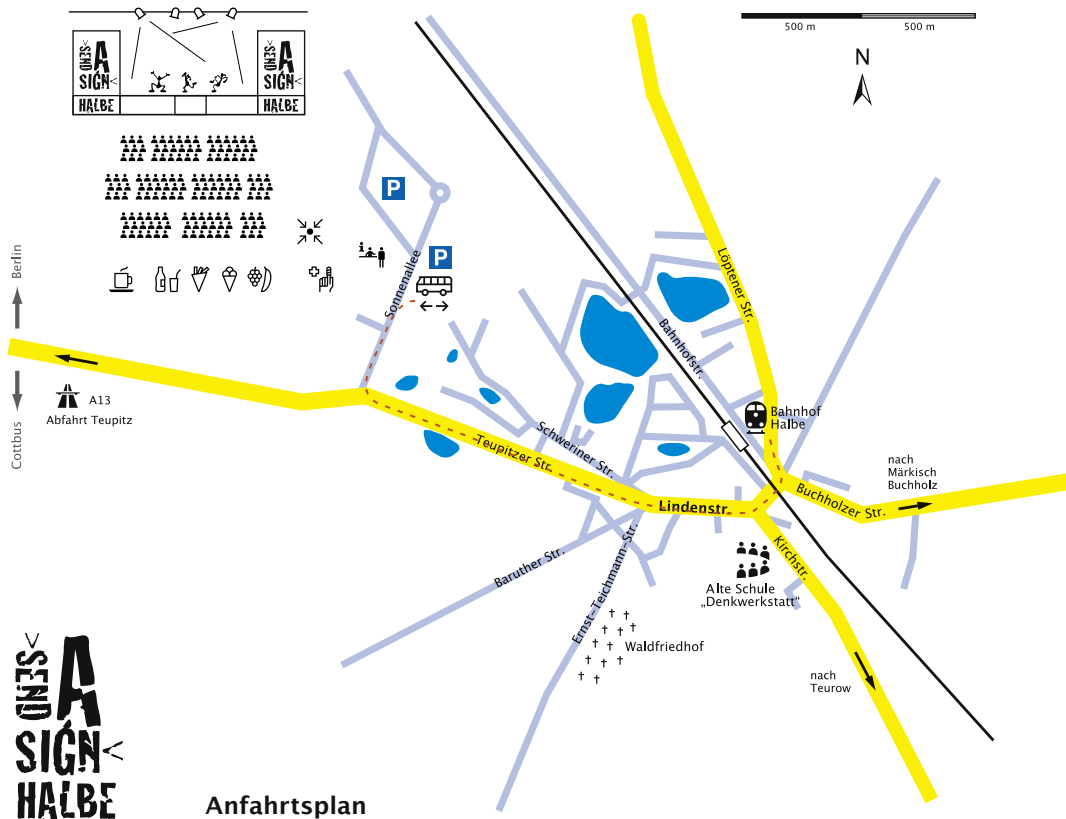 SEND
A
SIGN
HALBE
SEND
A
SIGN
HALBE
500 m
500 m
N
P
P
i
Berlin
Cottbus
A13
Abfahrt Teupitz
Sonnenallee
Löptener Str.
Bahnhofstr.
Bahnhof
Halbe
Schweriner Str.
Teupitzer Str.
Lindenstr.
Buchholzer Str.
nach
Märkisch
Buchholz
Kirchstr.
Baruther Str.
Ernst-Teichmann-Str.
Alte Schule
„Denkwerkstatt"
Waldfriedhof
nach
Teurow
SEND
A
SIGN
HALBE
Anfahrtsplan